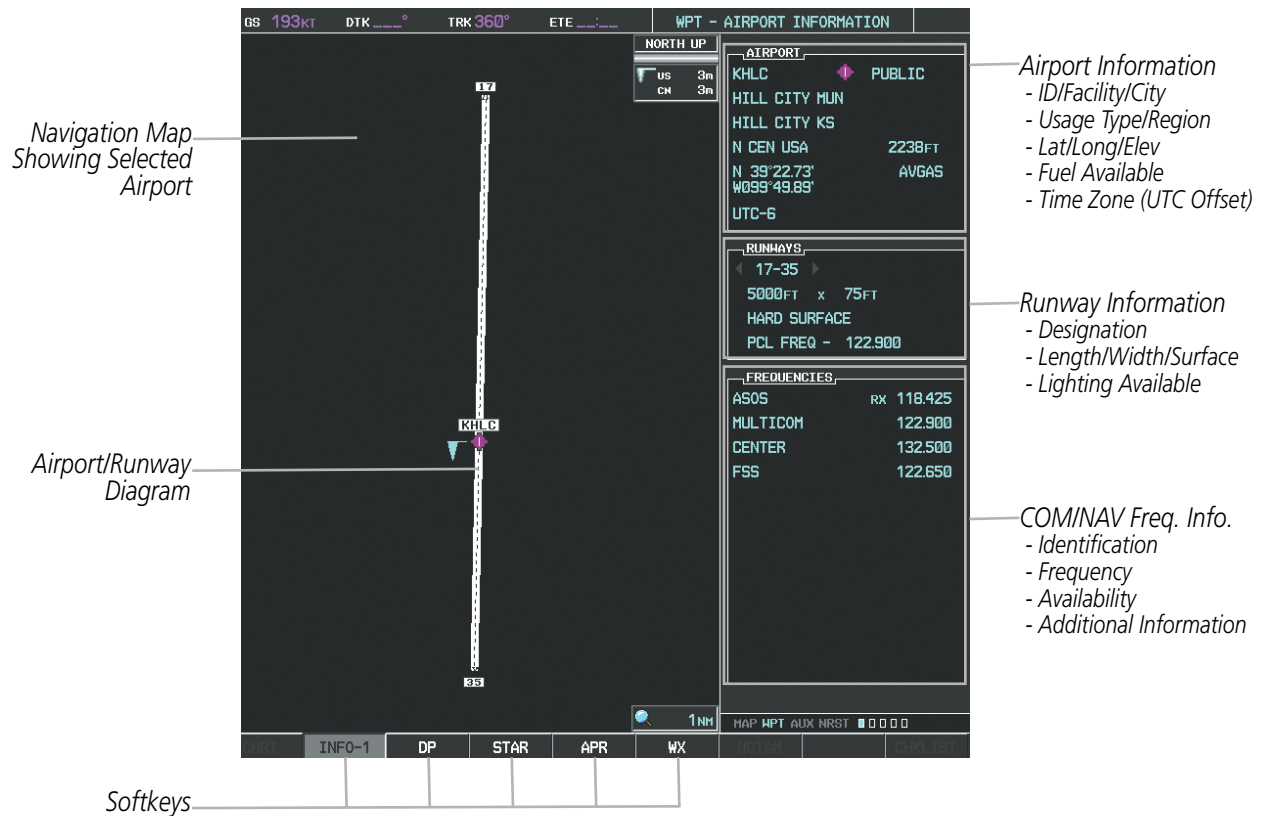 GS 193KT DTK ___° TRK 360° ETE __:__ WPT - AIRPORT INFORMATION
NORTH UP
US 3m
CN 3m
17
KHLC
35
1NM
AIRPORT
KHLC PUBLIC
HILL CITY MUN
HILL CITY KS
N CEN USA 2238FT
N 39°22.73' AVGAS
W099°49.89'
UTC-6
RUNWAYS
17-35
5000FT x 75FT
HARD SURFACE
PCL FREQ - 122.900
FREQUENCIES
ASOS RX 118.425
MULTICOM 122.900
CENTER 132.500
FSS 122.650
MAP WPT AUX NRST
CHRT INFO-1 DP STAR APR WX NOTAM CHKLIST
Navigation Map
Showing Selected
Airport
Airport/Runway
Diagram
Softkeys
Airport Information
- ID/Facility/City
- Usage Type/Region
- Lat/Long/Elev
- Fuel Available
- Time Zone (UTC Offset)
Runway Information
- Designation
- Length/Width/Surface
- Lighting Available
COM/NAV Freq. Info.
- Identification
- Frequency
- Availability
- Additional Information